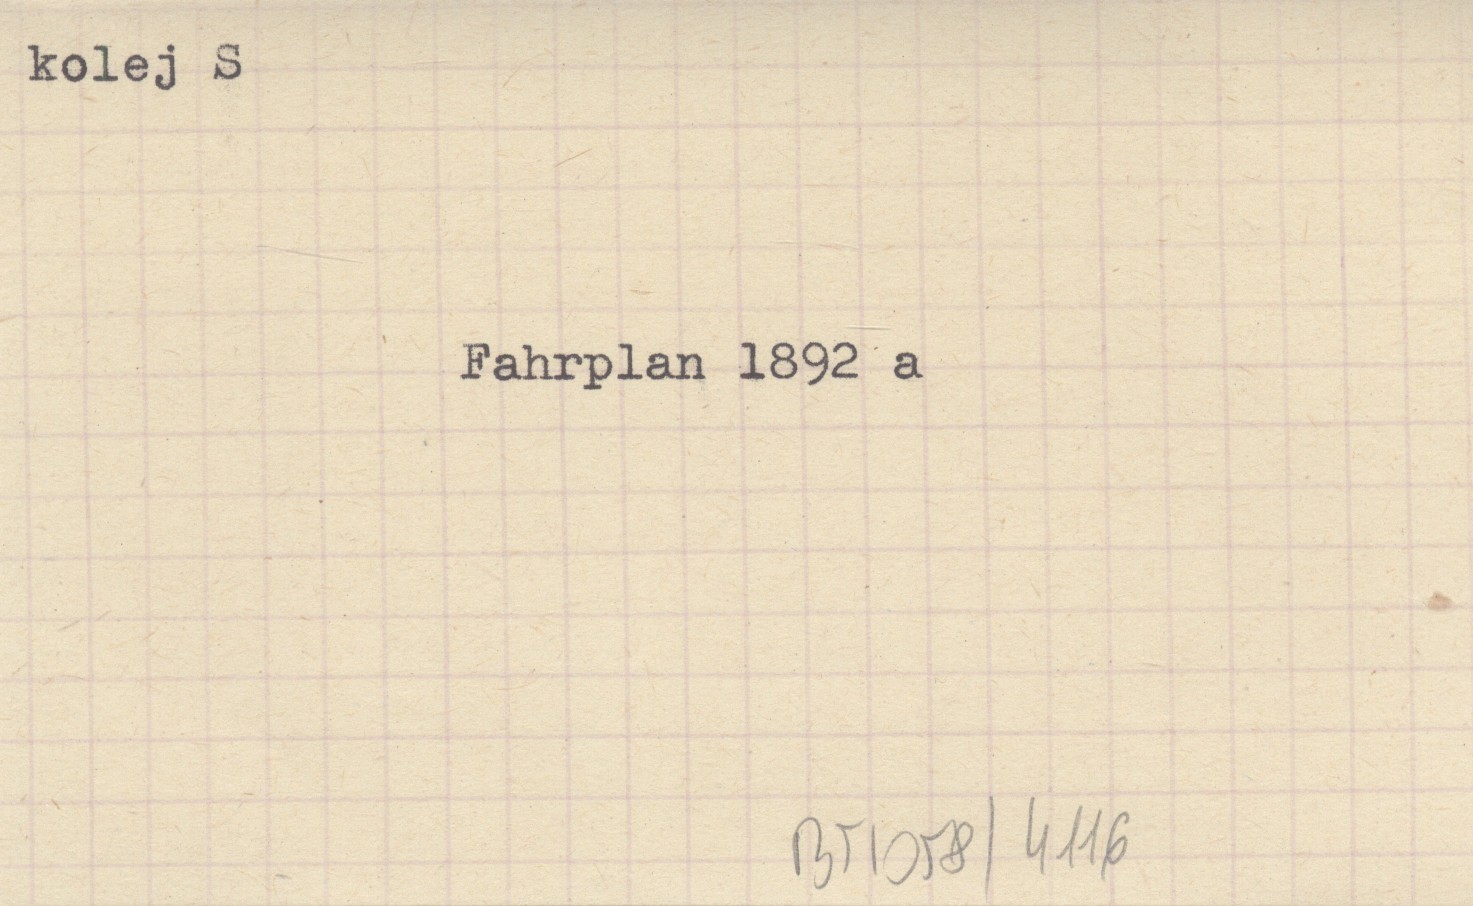 kolej S
Fahrplan 1892 a
BT1058/4116